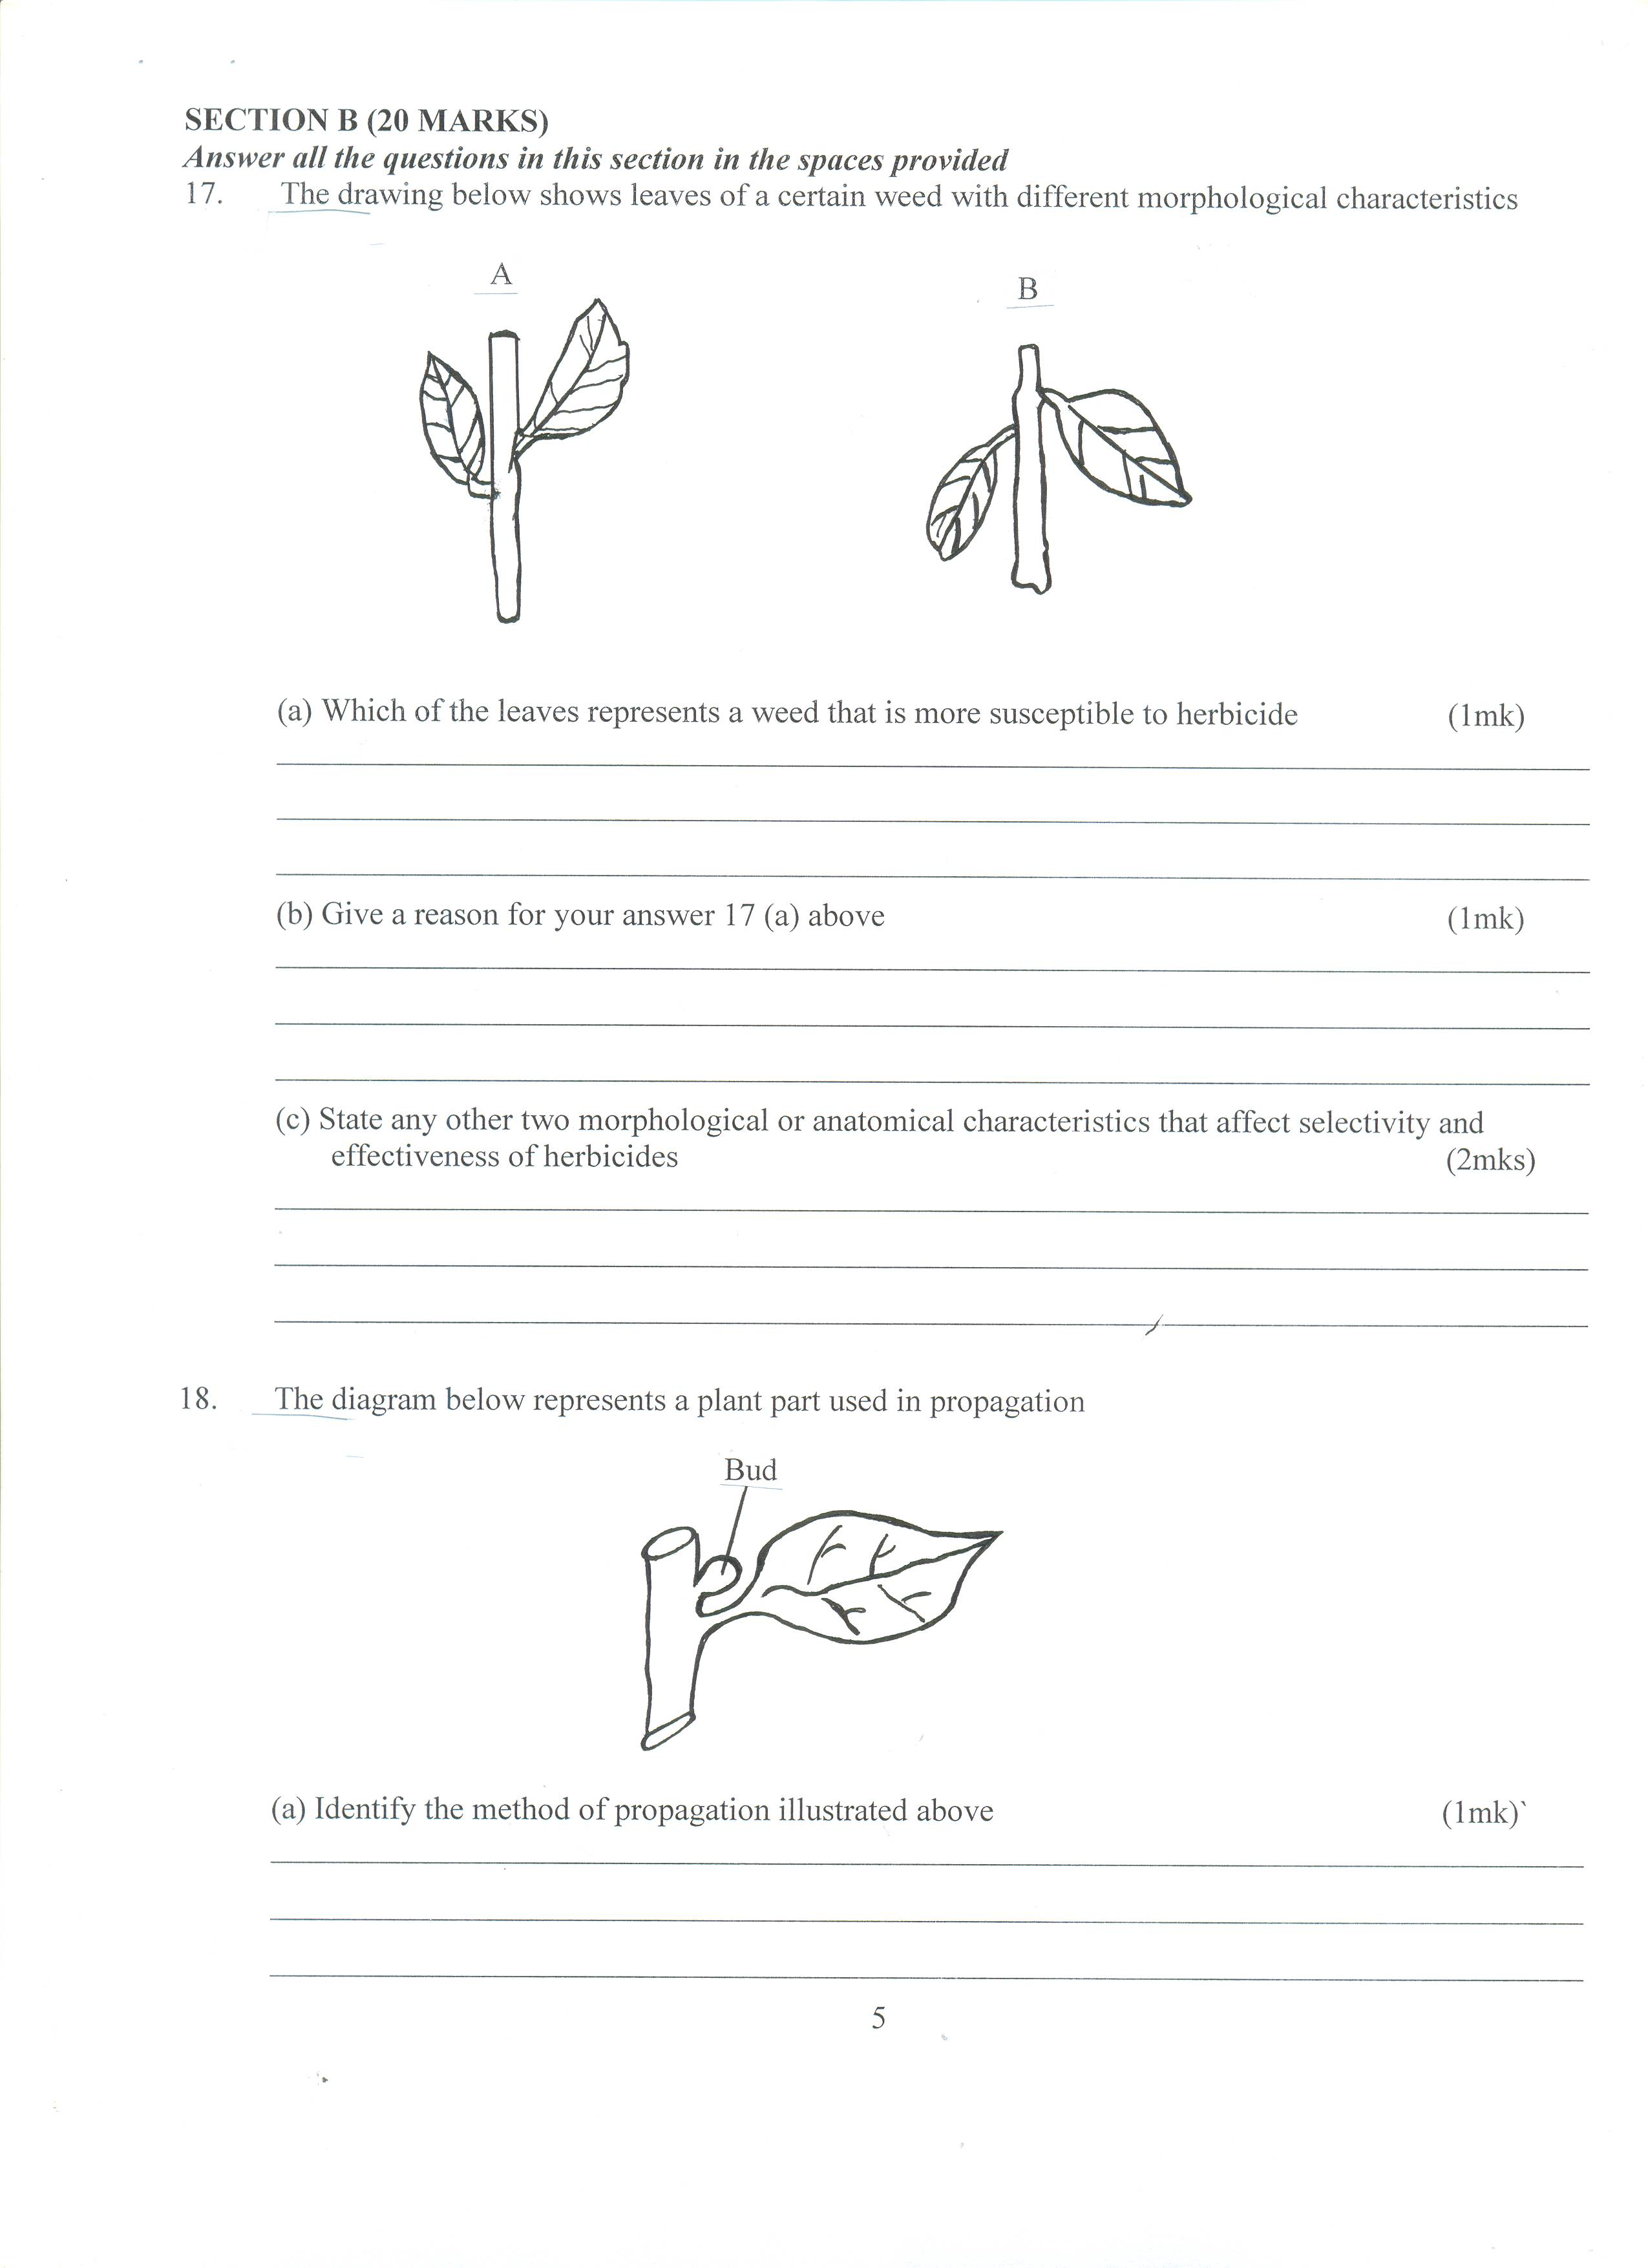 SECTION B (20 MARKS)
Answer all the questions in this section in the spaces provided
17. The drawing below shows leaves of a certain weed with different morphological characteristics
A
B
(a) Which of the leaves represents a weed that is more susceptible to herbicide (1mk)
(b) Give a reason for your answer 17 (a) above (1mk)
(c) State any other two morphological or anatomical characteristics that affect selectivity and
effectiveness of herbicides (2mks)
18. The diagram below represents a plant part used in propagation
Bud
(a) Identify the method of propagation illustrated above (1mk)`
5